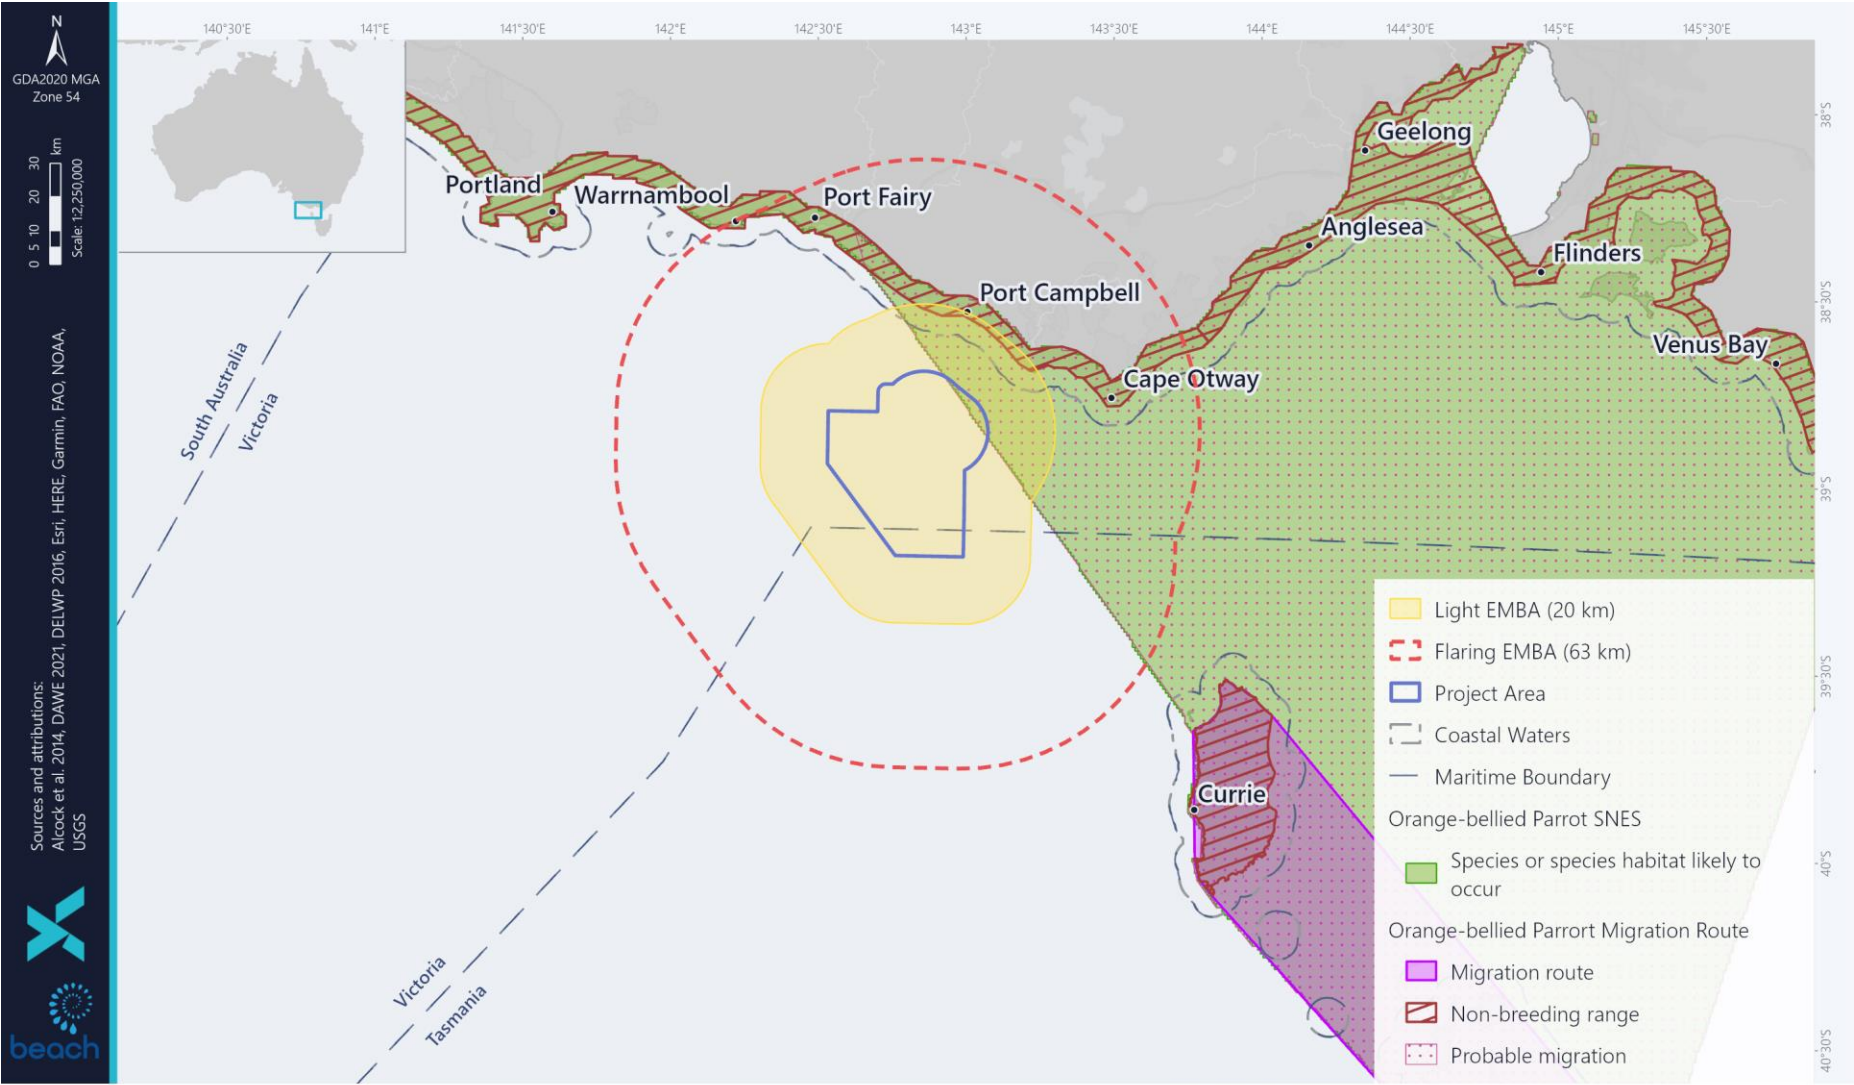 N
GDA2020 MGA
Zone 54
0 5 10 20 30 km
Scale: 1:2,250,000
Sources and attributions:
Alcock et al. 2014, DAWE 2021, DELWP 2016, Esri, HERE, Garmin, FAO, NOAA,
USGS
beach
140°30'E 141°E 141°30'E 142°E 142°30'E 143°E 143°30'E 144°E 144°30'E 145°E 145°30'E
38°S
38°30'S
39°S
39°30'S
40°S
40°30'S
Portland
Warrnambool
Port Fairy
Port Campbell
Cape Otway
Geelong
Anglesea
Flinders
Venus Bay
Currie
South Australia
Victoria
Victoria
Tasmania
Light EMBA (20 km)
Flaring EMBA (63 km)
Project Area
Coastal Waters
Maritime Boundary
Orange-bellied Parrot SNES
Species or species habitat likely to
occur
Orange-bellied Parrort Migration Route
Migration route
Non-breeding range
Probable migration